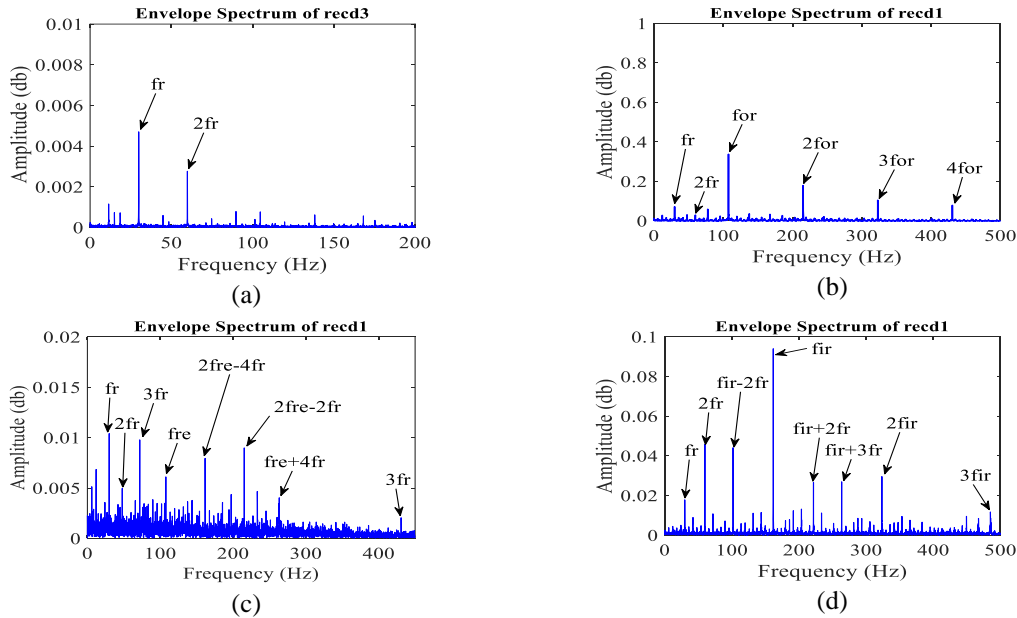 Envelope Spectrum of recd3
0.01
0.008
0.006
0.004
0.002
0
Amplitude (db)
fr
2fr
0
50
100
150
200
Frequency (Hz)
(a)
Envelope Spectrum of recd1
1
0.8
0.6
0.4
0.2
0
Amplitude (db)
fr
2fr
for
2for
3for
4for
0
100
200
300
400
500
Frequency (Hz)
(b)
Envelope Spectrum of recd1
0.02
0.015
0.01
0.005
0
Amplitude (db)
fr
2fr
3fr
fre
2fre-4fr
2fre-2fr
fre+4fr
3fr
0
100
200
300
400
Frequency (Hz)
(c)
Envelope Spectrum of recd1
0.1
0.08
0.06
0.04
0.02
0
Amplitude (db)
fr
2fr
fir-2fr
fir
fir+2fr
fir+3fr
2fir
3fir
0
100
200
300
400
500
Frequency (Hz)
(d)